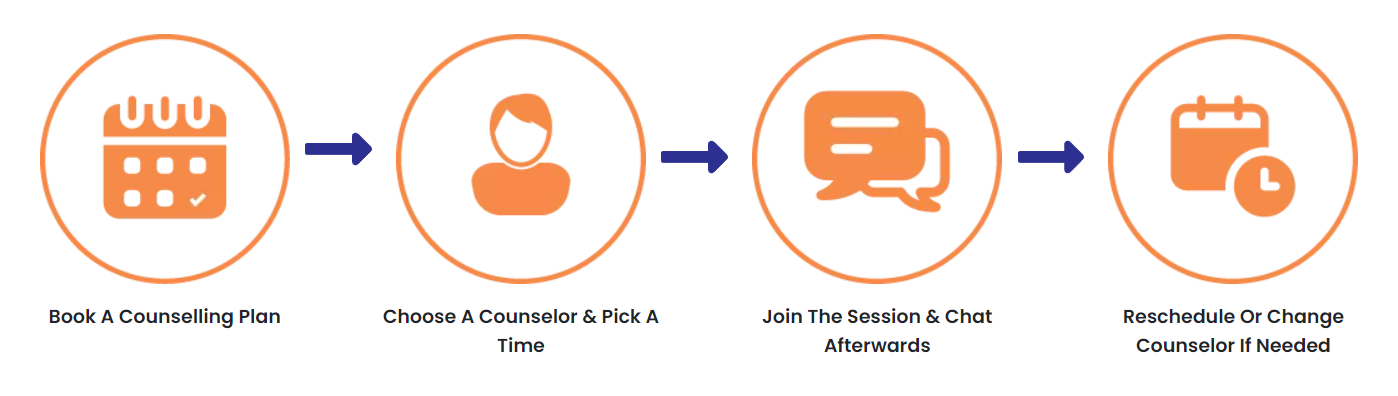 Book A Counselling Plan
Choose A Counselor & Pick A
Time
Join The Session & Chat
Afterwards
Reschedule Or Change
Counselor If Needed